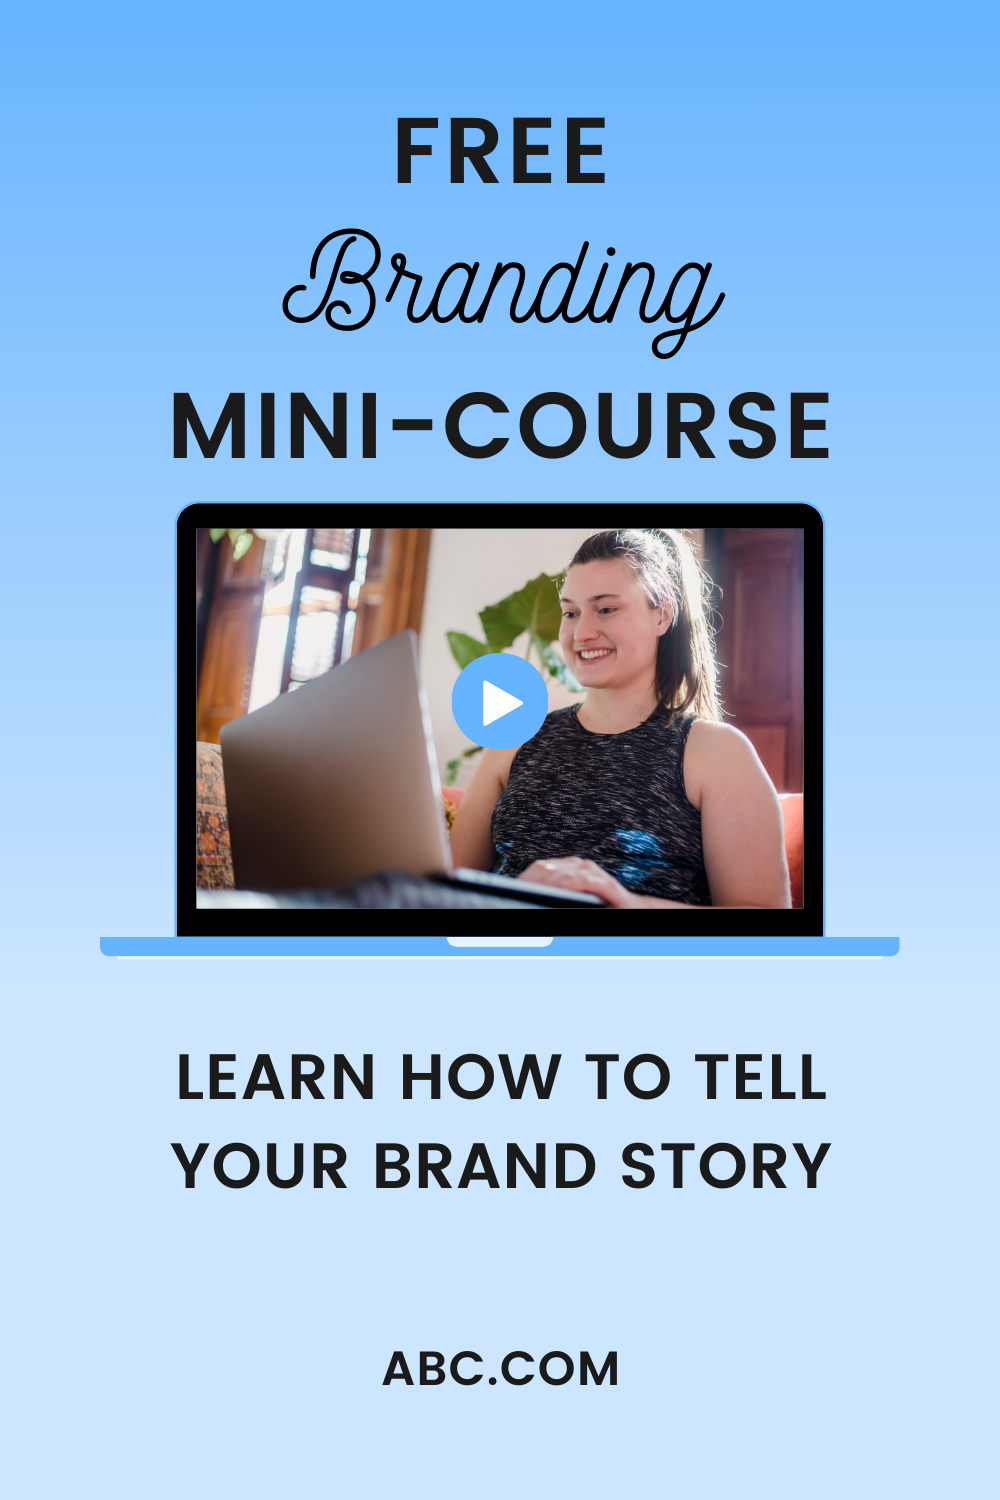 FREE
Branding
MINI-COURSE
LEARN HOW TO TELL
YOUR BRAND STORY
ABC.COM